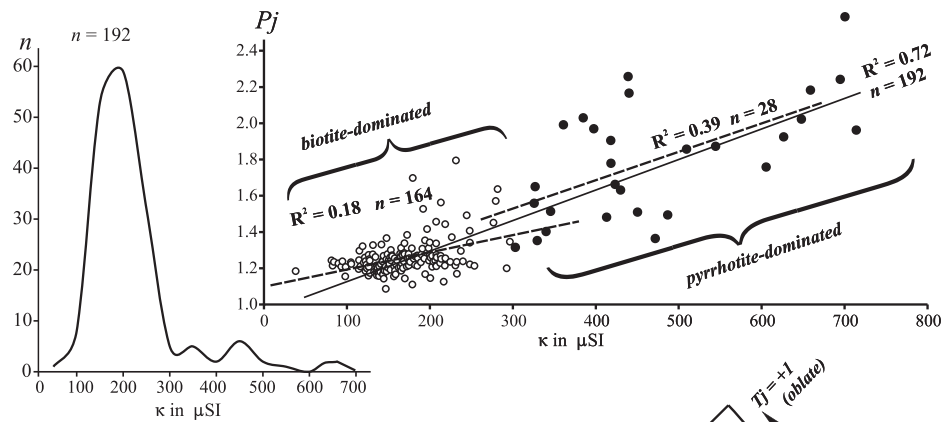 n = 192
n
60
50
40
30
20
10
0
0 100 200 300 400 500 600 700
κ in μSI
Pj
2.4
2.2
2.0
1.8
1.6
1.4
1.2
1.0
0 100 200 300 400 500 600 700 800
κ in μSI
biotite-dominated
R² = 0.18 n = 164
R² = 0.39 n = 28
R² = 0.72
n = 192
pyrrhotite-dominated
Tj = +1
(oblate)